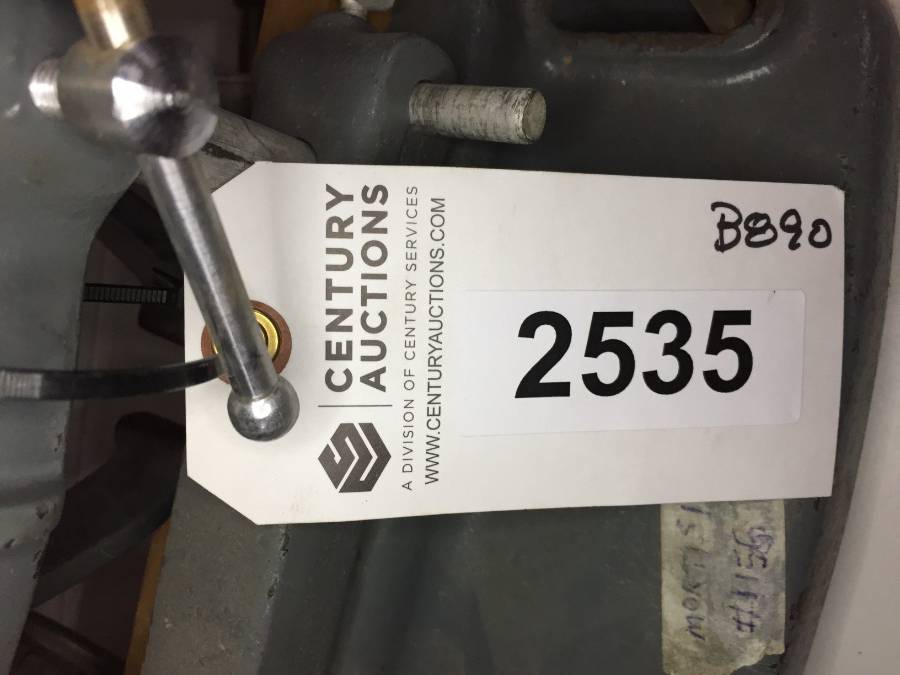 CENTURY
AUCTIONS
A DIVISION OF CENTURY SERVICES
WWW.CENTURYAUCTIONS.COM
B890
2535